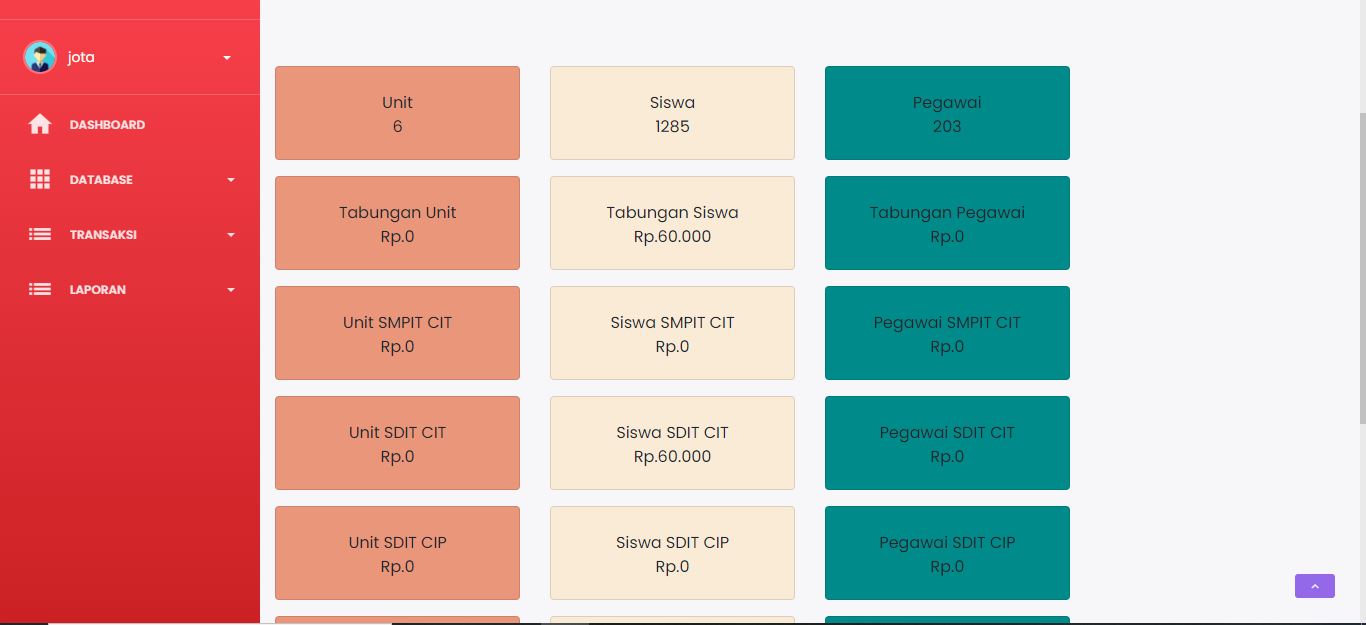 jota
DASHBOARD
DATABASE
TRANSAKSI
LAPORAN
Unit
6
Siswa
1285
Pegawai
203
Tabungan Unit
Rp.0
Tabungan Siswa
Rp.60.000
Tabungan Pegawai
Rp.0
Unit SMPIT CIT
Rp.0
Siswa SMPIT CIT
Rp.0
Pegawai SMPIT CIT
Rp.0
Unit SDIT CIT
Rp.0
Siswa SDIT CIT
Rp.60.000
Pegawai SDIT CIT
Rp.0
Unit SDIT CIP
Rp.0
Siswa SDIT CIP
Rp.0
Pegawai SDIT CIP
Rp.0